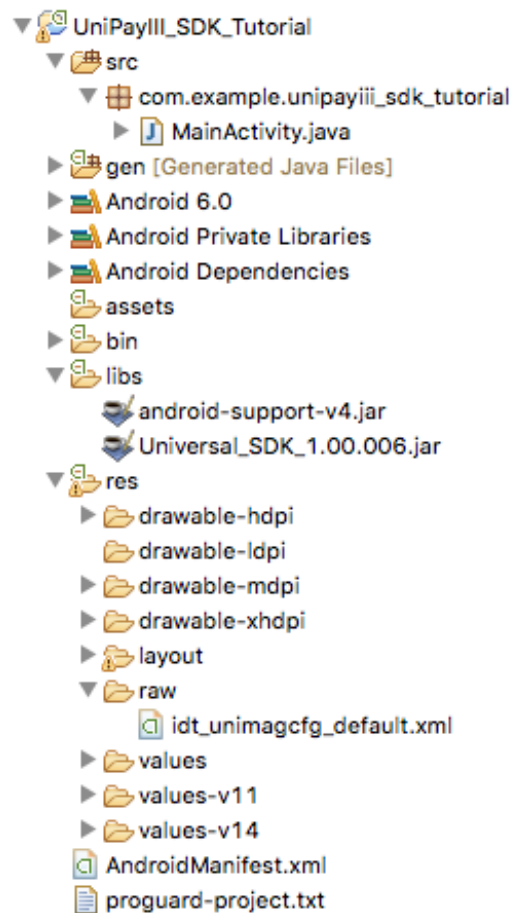 UniPayIII_SDK_Tutorial
src
com.example.unipayiii_sdk_tutorial
MainActivity.java
gen [Generated Java Files]
Android 6.0
Android Private Libraries
Android Dependencies
assets
bin
libs
android-support-v4.jar
Universal_SDK_1.00.006.jar
res
drawable-hdpi
drawable-ldpi
drawable-mdpi
drawable-xhdpi
layout
raw
idt_unimagcfg_default.xml
values
values-v11
values-v14
AndroidManifest.xml
proguard-project.txt